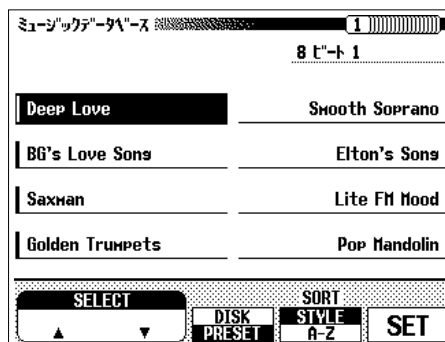 ミュージックデータベース 1
8 ビート 1
Deep Love Smooth Soprano
BG's Love Song Elton's Song
Saxman Lite FM Mood
Golden Trumpets Pop Mandolin
SELECT SORT
DISK STYLE SET
▲ ▼ PRESET A-Z